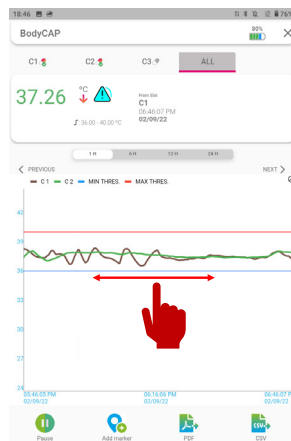 18:46
76%
BodyCAP
80%
C1
C2
C3
ALL
37.26 °C
From Slot
C1
06:46:07 PM
02/09/22
36.00 - 40.00 °C
1 H 6 H 12 H 24 H
PREVIOUS NEXT
C 1 C 2 MIN THRES. MAX THRES.
42
39
36
33
30
27
24
05:46:05 PM 06:16:06 PM 06:46:07 P
02/09/22 02/09/22 02/09/22
CSV
Pause Add marker PDF CSV